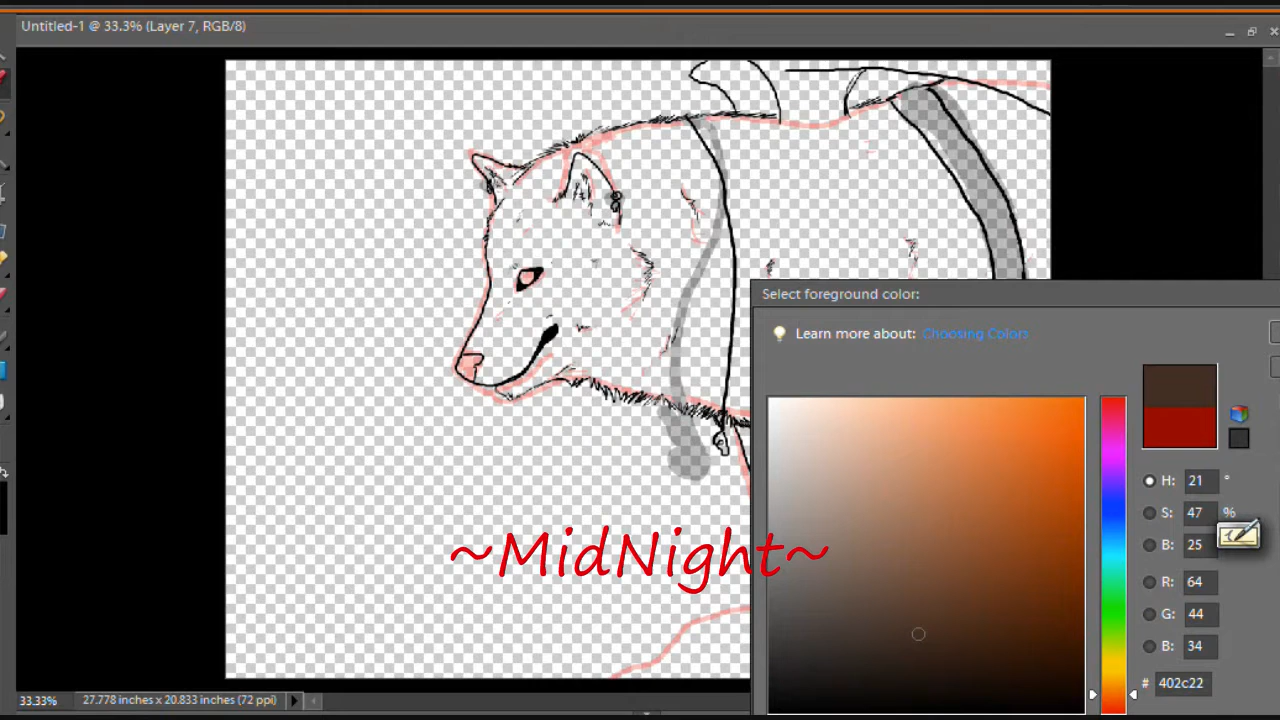 Untitled-1 @ 33.3% (Layer 7, RGB/8)
Select foreground color:
Learn more about: Choosing Colors
H: 21 °
S: 47 %
B: 25
R: 64
G: 44
B: 34
# 402c22
~MidNight~
33.33% 27.778 inches x 20.833 inches (72 ppi)